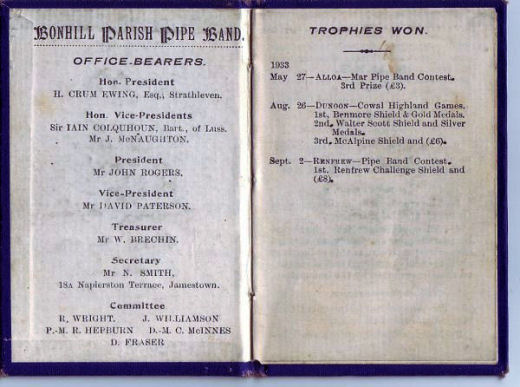 BONHILL PARISH PIPE BAND.
OFFICE-BEARERS.
Hon. President
H. CRUM EWING, Esq., Strathleven.
Hon. Vice-Presidents
Sir IAIN COLQUHOUN, Bart., of Luss.
Mr J. McNAUGHTON.
President
Mr JOHN ROGERS.
Vice-President
Mr DAVID PATERSON.
Treasurer
Mr W. BRECHIN.
Secretary
Mr N. SMITH,
18A Napierston Terrace, Jamestown.
Committee
R. WRIGHT. J. WILLIAMSON
P.-M. R. HEPBURN D.-M. C. McINNES
D. FRASER
TROPHIES WON.
1933
May 27—ALLOA—Mar Pipe Band Contest.
3rd Prize (£3).
Aug. 26—DUNOON—Cowal Highland Games.
1st, Benmore Shield & Gold Medals.
2nd, Walter Scott Shield and Silver
Medals.
3rd, McAlpine Shield and (£6).
Sept. 2—RENFREW—Pipe Band Contest.
1st, Renfrew Challenge Shield and
(£8).